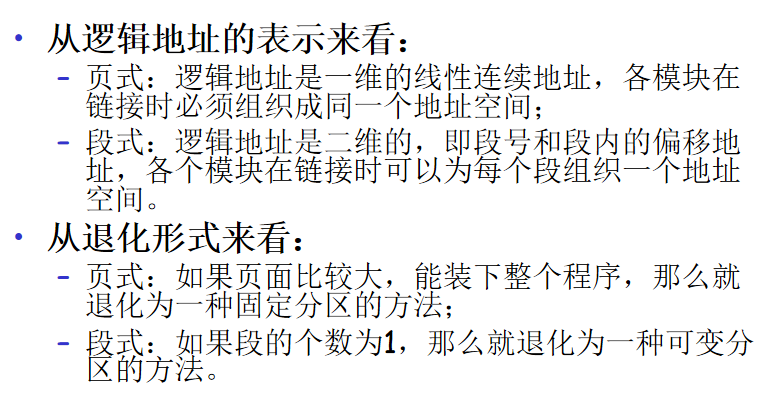 • 从逻辑地址的表示来看：
– 页式：逻辑地址是一维的线性连续地址，各模块在
链接时必须组织成同一个地址空间；
– 段式：逻辑地址是二维的，即段号和段内的偏移地
址，各个模块在链接时可以为每个段组织一个地址
空间。
• 从退化形式来看：
– 页式：如果页面比较大，能装下整个程序，那么就
退化为一种固定分区的方法；
– 段式：如果段的个数为1，那么就退化为一种可变分
区的方法。